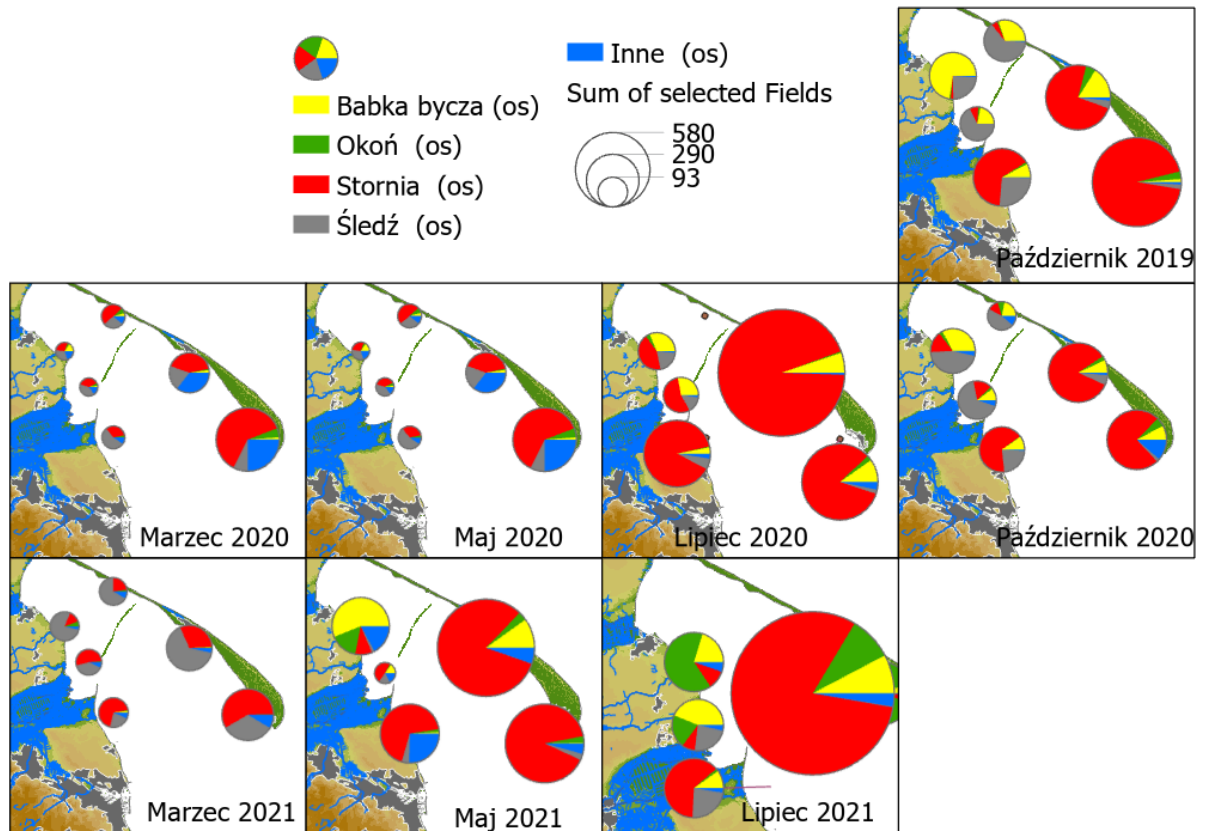 Inne (os)
Babka bycza (os)
Sum of selected Fields
Okoń (os)
580
290
93
Stornia (os)
Śledź (os)
Październik 2019
Marzec 2020
Maj 2020
Lipiec 2020
Październik 2020
Marzec 2021
Maj 2021
Lipiec 2021